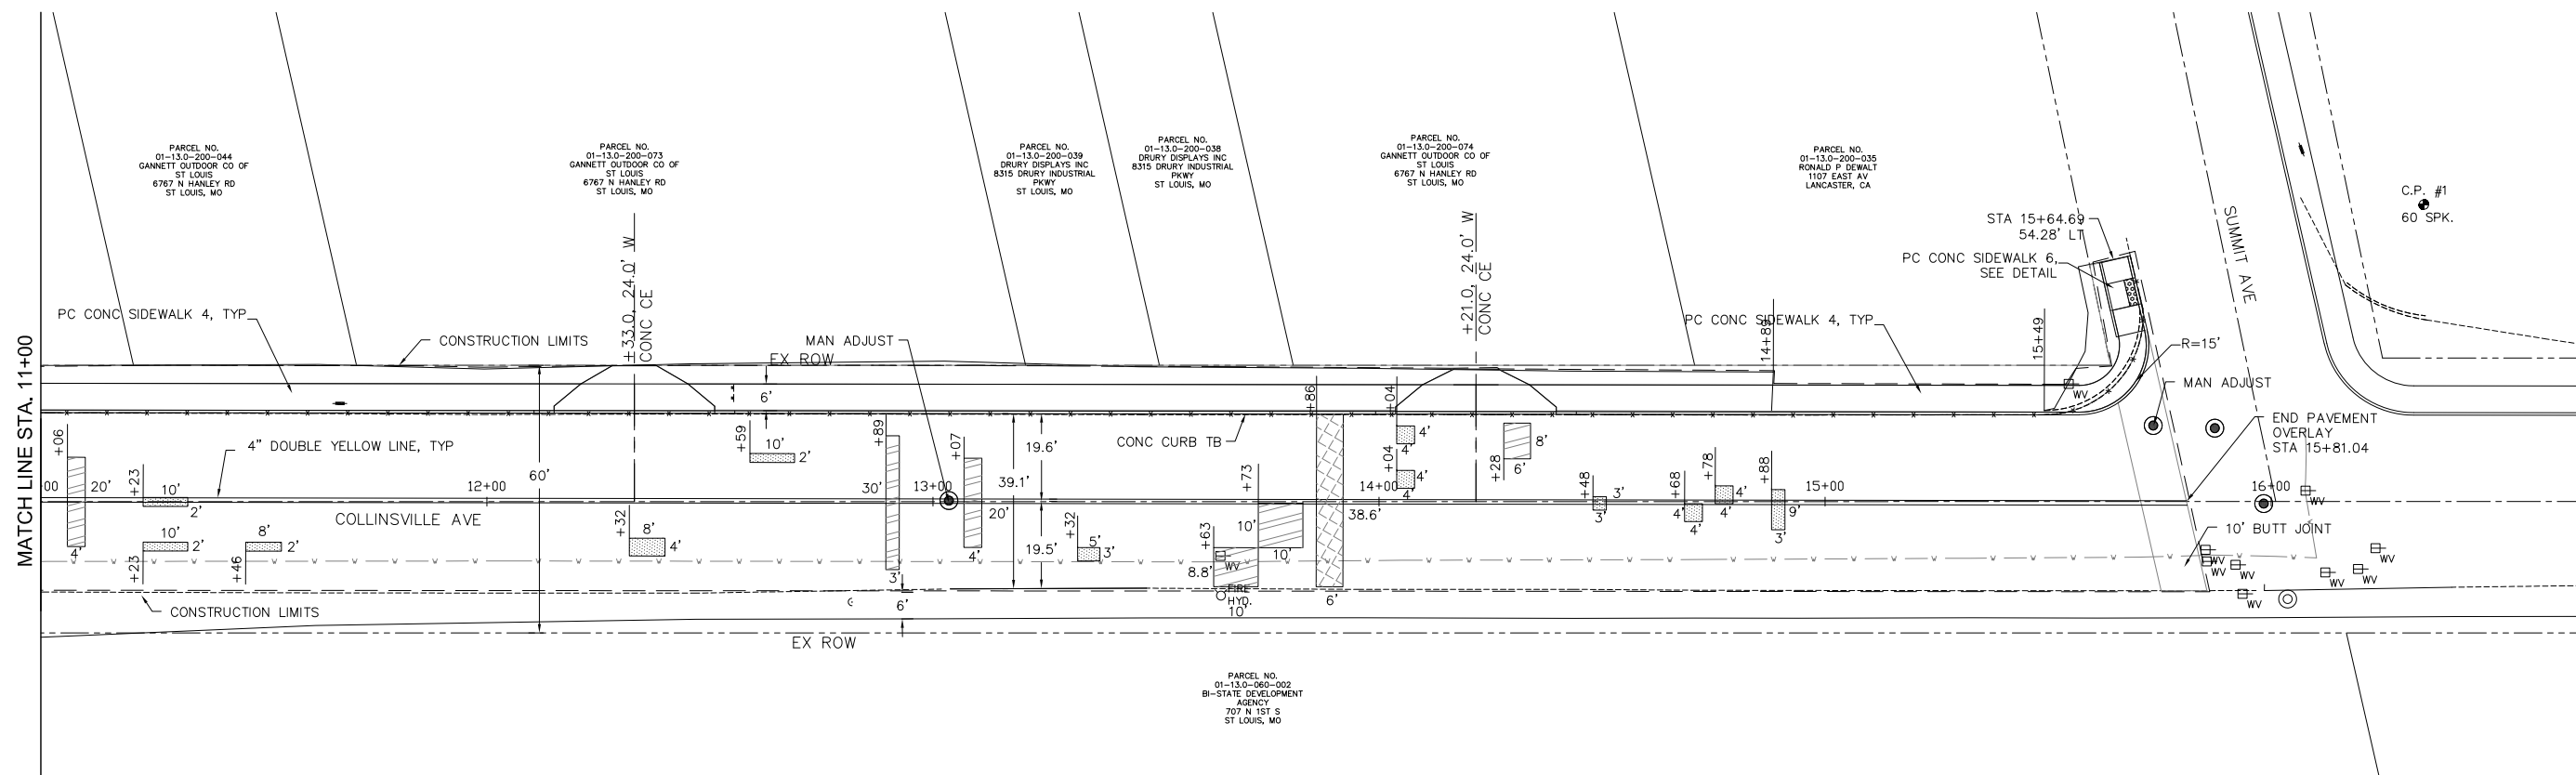 MATCH LINE STA. 11+00
PARCEL NO.
01-13.0-200-044
GANNETT OUTDOOR CO OF
ST LOUIS
6767 N HANLEY RD
ST LOUIS, MO
PARCEL NO.
01-13.0-200-073
GANNETT OUTDOOR CO OF
ST LOUIS
6767 N HANLEY RD
ST LOUIS, MO
PARCEL NO.
01-13.0-200-039
DRURY DISPLAYS INC
8315 DRURY INDUSTRIAL
PKWY
ST LOUIS, MO
PARCEL NO.
01-13.0-200-038
DRURY DISPLAYS INC
8315 DRURY INDUSTRIAL
PKWY
ST LOUIS, MO
PARCEL NO.
01-13.0-200-074
GANNETT OUTDOOR CO OF
ST LOUIS
6767 N HANLEY RD
ST LOUIS, MO
PARCEL NO.
01-13.0-200-035
RONALD P DEWALT
1107 EAST AV
LANCASTER, CA
C.P. #1
60 SPK.
STA 15+64.69
54.28' LT
SUMMIT AVE
PC CONC SIDEWALK 6,
SEE DETAIL
+33.0, 24.0' W
CONC CE
+21.0, 24.0' W
CONC CE
PC CONC SIDEWALK 4, TYP
CONSTRUCTION LIMITS
MAN ADJUST
EX ROW
PC CONC SIDEWALK 4, TYP
14+89
15+49
R=15'
MAN ADJUST
WV
6'
+86
+04
4'
4'
+04
4'
4'
8'
6'
+28
END PAVEMENT
OVERLAY
STA 15+81.04
+06
4" DOUBLE YELLOW LINE, TYP
+59
10'
2'
+89
+07
19.6'
39.1'
19.5'
CONC CURB TB
00
20'
4'
+23
10'
2'
12+00
60'
30'
13+00
20'
4'
3'
+73
14+00
38.6'
+48
3'
3'
+68
4'
4'
+78
4'
4'
+88
9'
3'
15+00
16+00
WV
COLLINSVILLE AVE
10'
2'
+23
8'
2'
+46
+32
8'
4'
+32
5'
3'
+63
10'
10'
WV
8.8'
FIRE
HYD.
10'
6'
10' BUTT JOINT
WV
WV
WV
WV
WV
WV
WV
CONSTRUCTION LIMITS
6'
EX ROW
PARCEL NO.
01-13.0-060-002
BI-STATE DEVELOPMENT
AGENCY
707 N 1ST S
ST LOUIS, MO